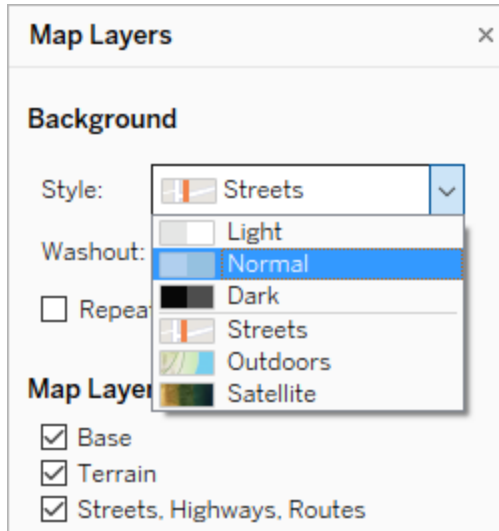 Map Layers
Background
Style:
Streets
Light
Washout:
Normal
Dark
Repea
Streets
Outdoors
Map Layer
Satellite
Base
Terrain
Streets, Highways, Routes